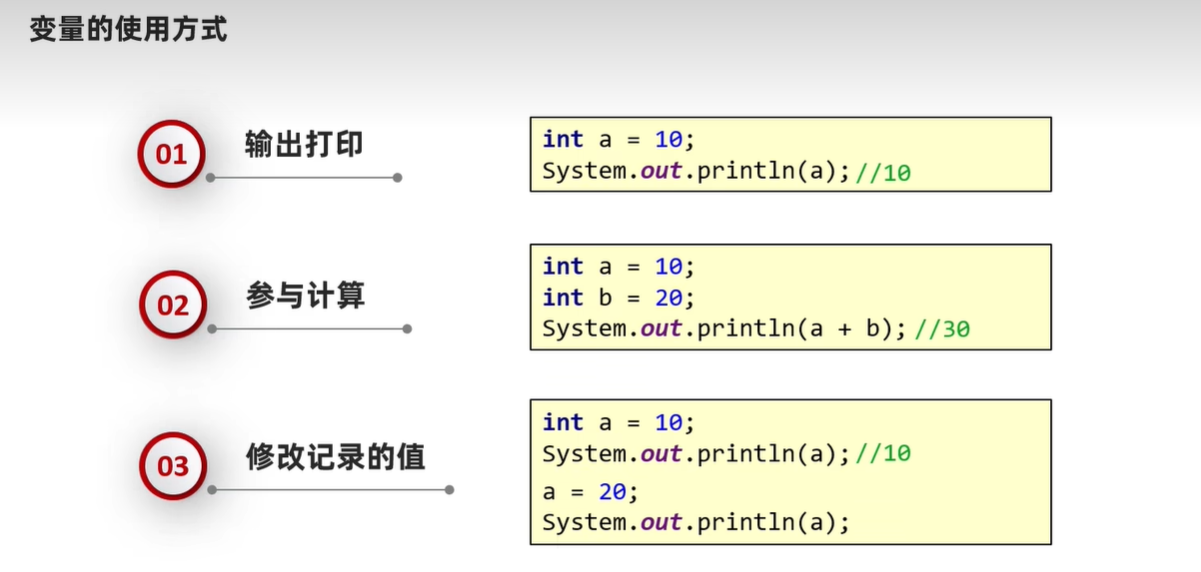 变量的使用方式
01
输出打印
int a = 10;
System.out.println(a);//10
02
参与计算
int a = 10;
int b = 20;
System.out.println(a + b);//30
03
修改记录的值
int a = 10;
System.out.println(a);//10
a = 20;
System.out.println(a);